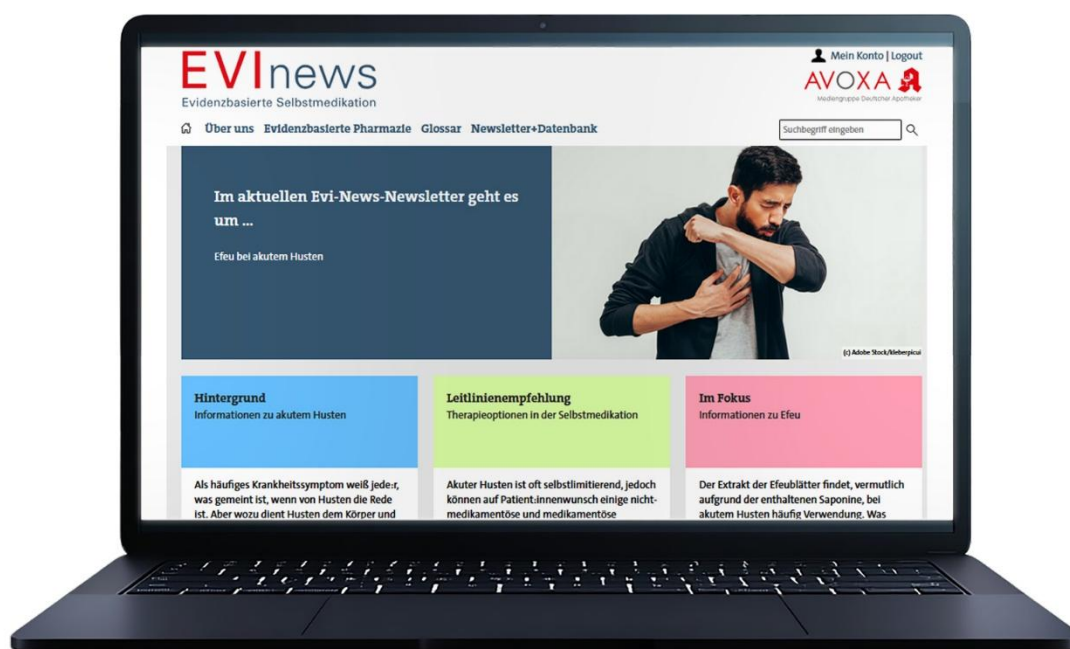 EVInews
Evidenzbasierte Selbstmedikation
Mein Konto | Logout
AVOXA
Mediengruppe Deutscher Apotheker
Über uns Evidenzbasierte Pharmazie Glossar Newsletter+Datenbank
Suchbegriff eingeben
Im aktuellen Evi-News-Newsletter geht es
um ...
Efeu bei akutem Husten
(c) Adobe Stock/kleberpicui
Hintergrund
Informationen zu akutem Husten
Leitlinienempfehlung
Therapieoptionen in der Selbstmedikation
Im Fokus
Informationen zu Efeu
Als häufiges Krankheitssymptom weiß jede:r,
was gemeint ist, wenn von Husten die Rede
ist. Aber wozu dient Husten dem Körper und
Akuter Husten ist oft selbstlimitierend, jedoch
können auf Patient:innenwunsch einige nicht-
medikamentöse und medikamentöse
Der Extrakt der Efeublätter findet, vermutlich
aufgrund der enthaltenen Saponine, bei
akutem Husten häufig Verwendung. Was